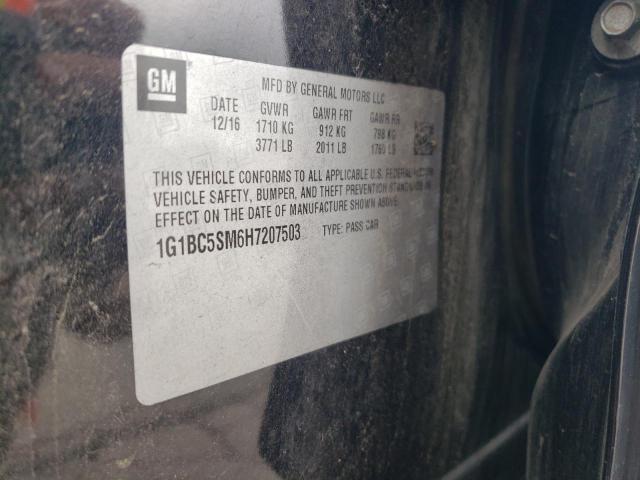 GM
MFD BY GENERAL MOTORS LLC
DATE GVWR GAWR FRT GAWR RR
12/16 1710 KG 912 KG 798 KG
3771 LB 2011 LB 1760 LB
THIS VEHICLE CONFORMS TO ALL APPLICABLE U.S. FEDERAL
VEHICLE SAFETY, BUMPER, AND THEFT PREVENTION STANDARDS IN
EFFECT ON THE DATE OF MANUFACTURE SHOWN ABOVE.
1G1BC5SM6H7207503 TYPE: PASS CAR